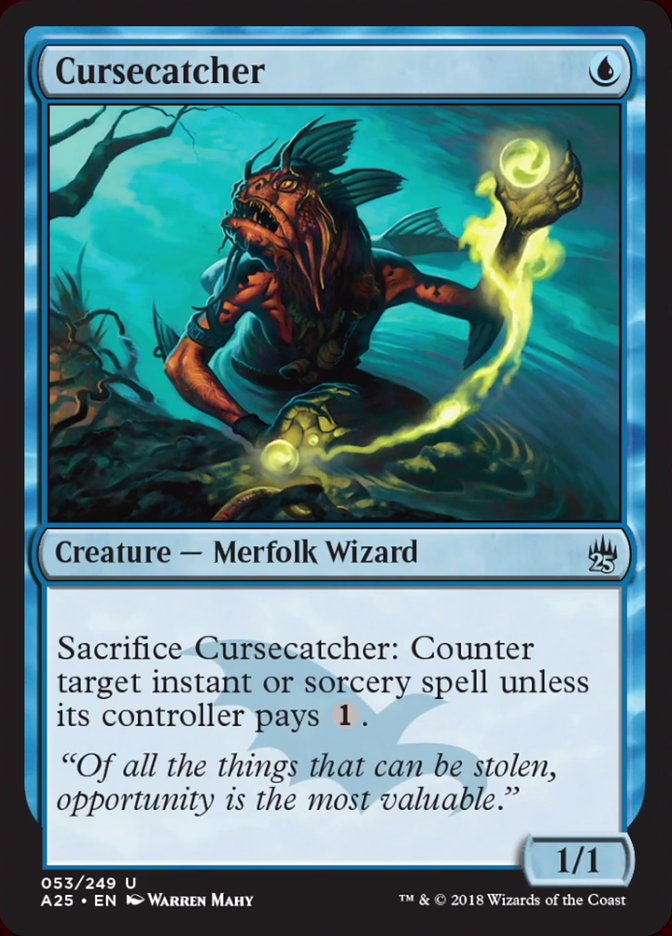 Cursecatcher
Creature — Merfolk Wizard
25
Sacrifice Cursecatcher: Counter
target instant or sorcery spell unless
its controller pays 1.
“Of all the things that can be stolen,
opportunity is the most valuable.”
1/1
053/249 U
A25 • EN Warren Mahy
™ & © 2018 Wizards of the Coast